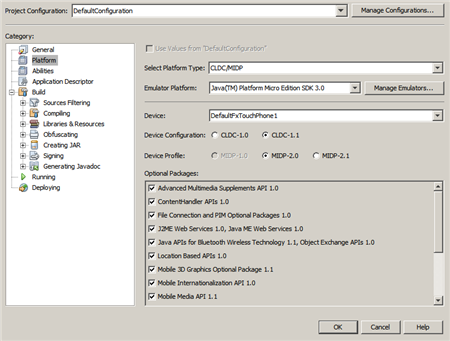 Project Configuration: DefaultConfiguration Manage Configurations...
Category:
General
Platform
Abilities
Application Descriptor
Build
Sources Filtering
Compiling
Libraries & Resources
Obfuscating
Creating JAR
Signing
Generating Javadoc
Running
Deploying
Use Values from "DefaultConfiguration"
Select Platform Type: CLDC/MIDP
Emulator Platform: Java(TM) Platform Micro Edition SDK 3.0 Manage Emulators...
Device: DefaultFxTouchPhone1
Device Configuration: CLDC-1.0 CLDC-1.1
Device Profile: MIDP-1.0 MIDP-2.0 MIDP-2.1
Optional Packages:
Advanced Multimedia Supplements API 1.0
ContentHandler APIs 1.0
File Connection and PIM Optional Packages 1.0
J2ME Web Services 1.0, Java ME Web Services 1.0
Java APIs for Bluetooth Wireless Technology 1.1, Object Exchange APIs 1.0
Location Based APIs 1.0
Mobile 3D Graphics Optional Package 1.1
Mobile Internationalization API 1.0
Mobile Media API 1.1
OK Cancel Help